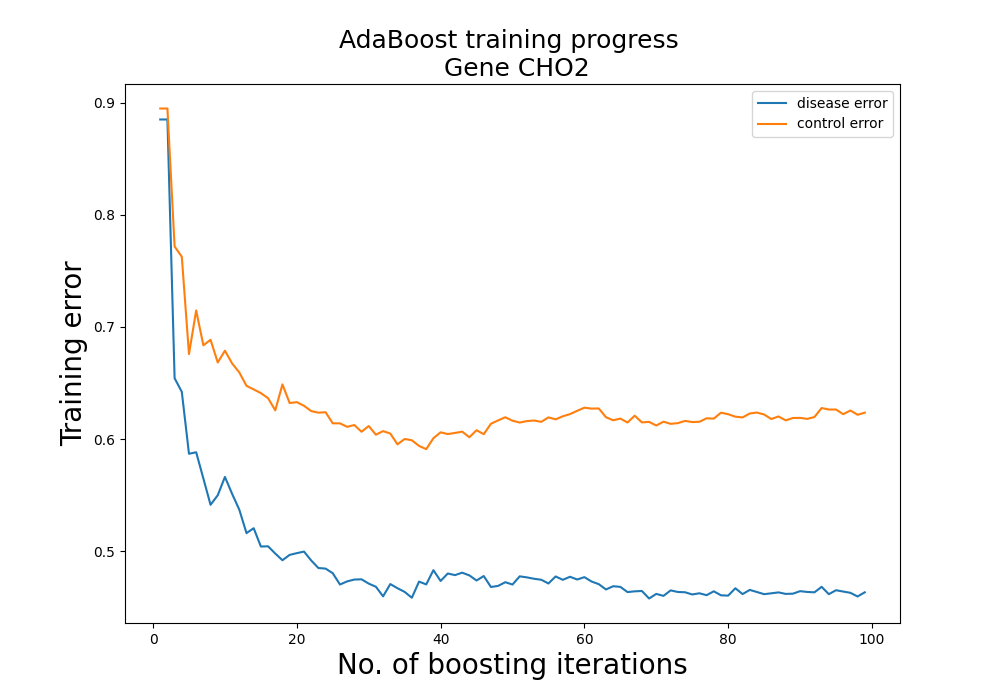 AdaBoost training progress
Gene CHO2
disease error
control error
Training error
0.9
0.8
0.7
0.6
0.5
0
20
40
60
80
100
No. of boosting iterations